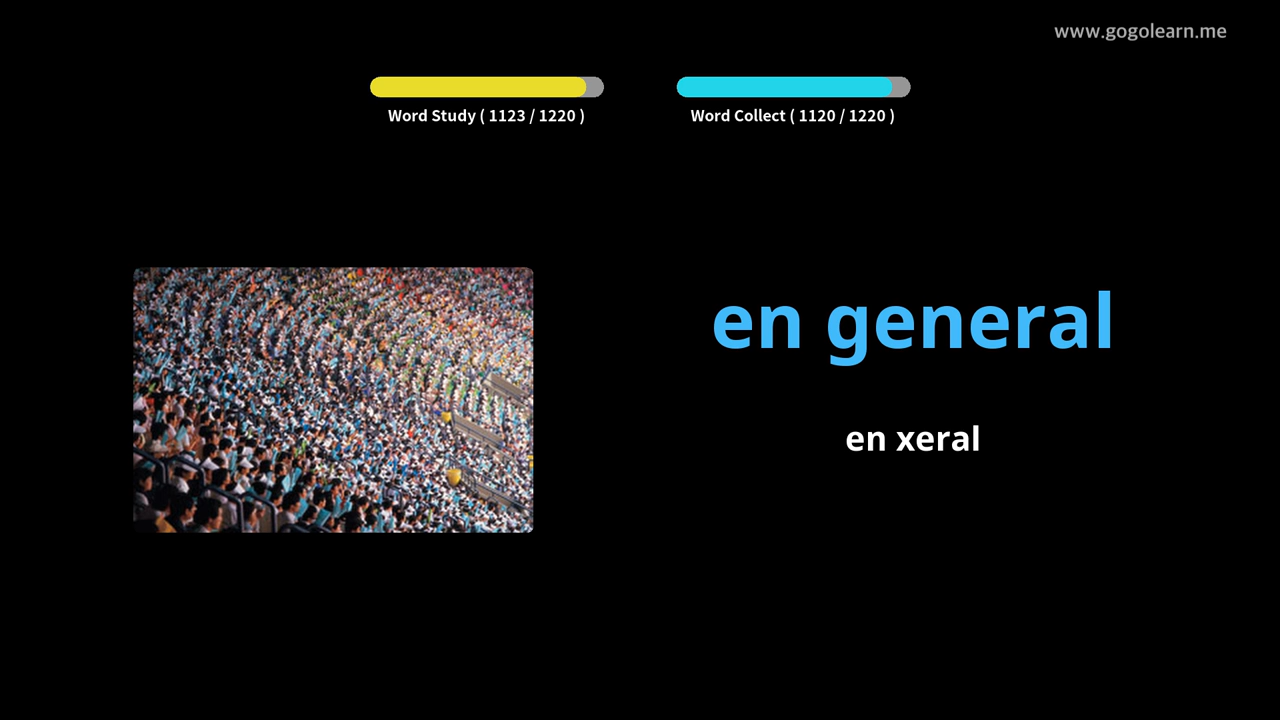 www.gogolearn.me
Word Study ( 1123 / 1220 )
Word Collect ( 1120 / 1220 )
en general
en xeral